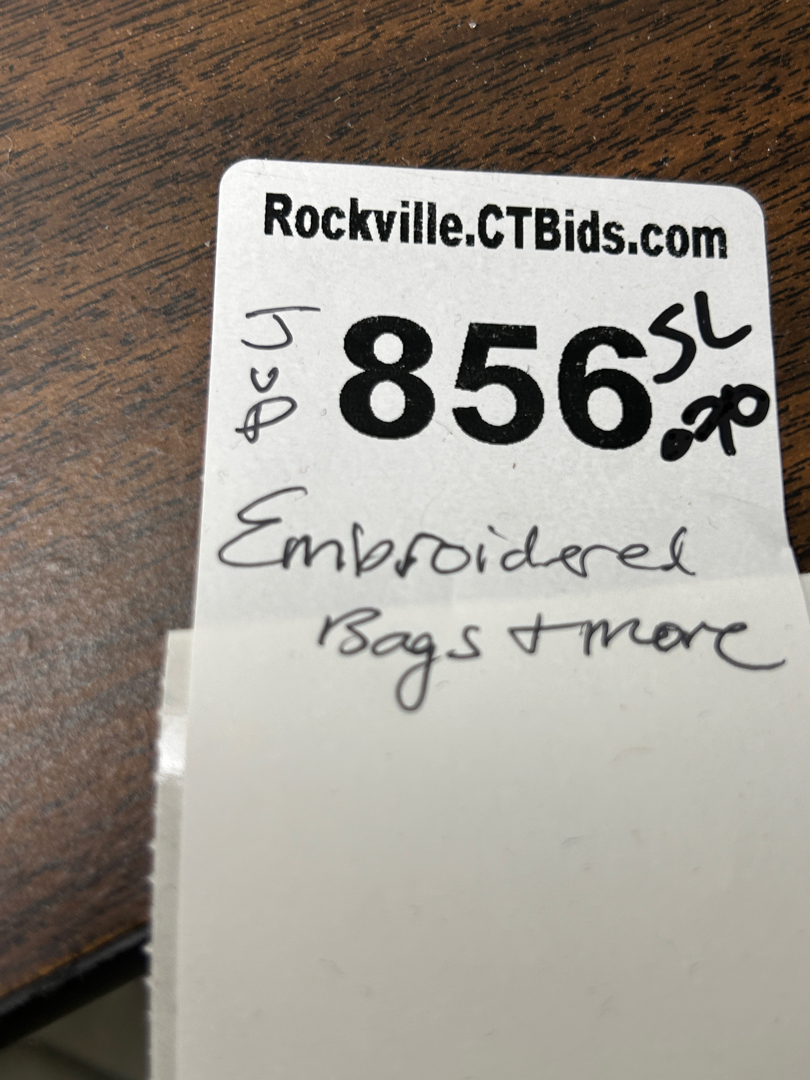 Rockville.CTBids.com
856
SL
Embroidered
Bags + more